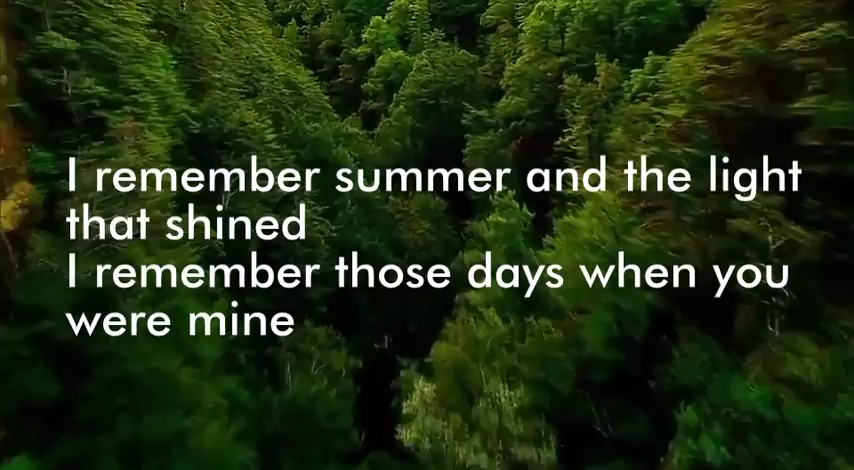 I remember summer and the light
that shined
I remember those days when you
were mine